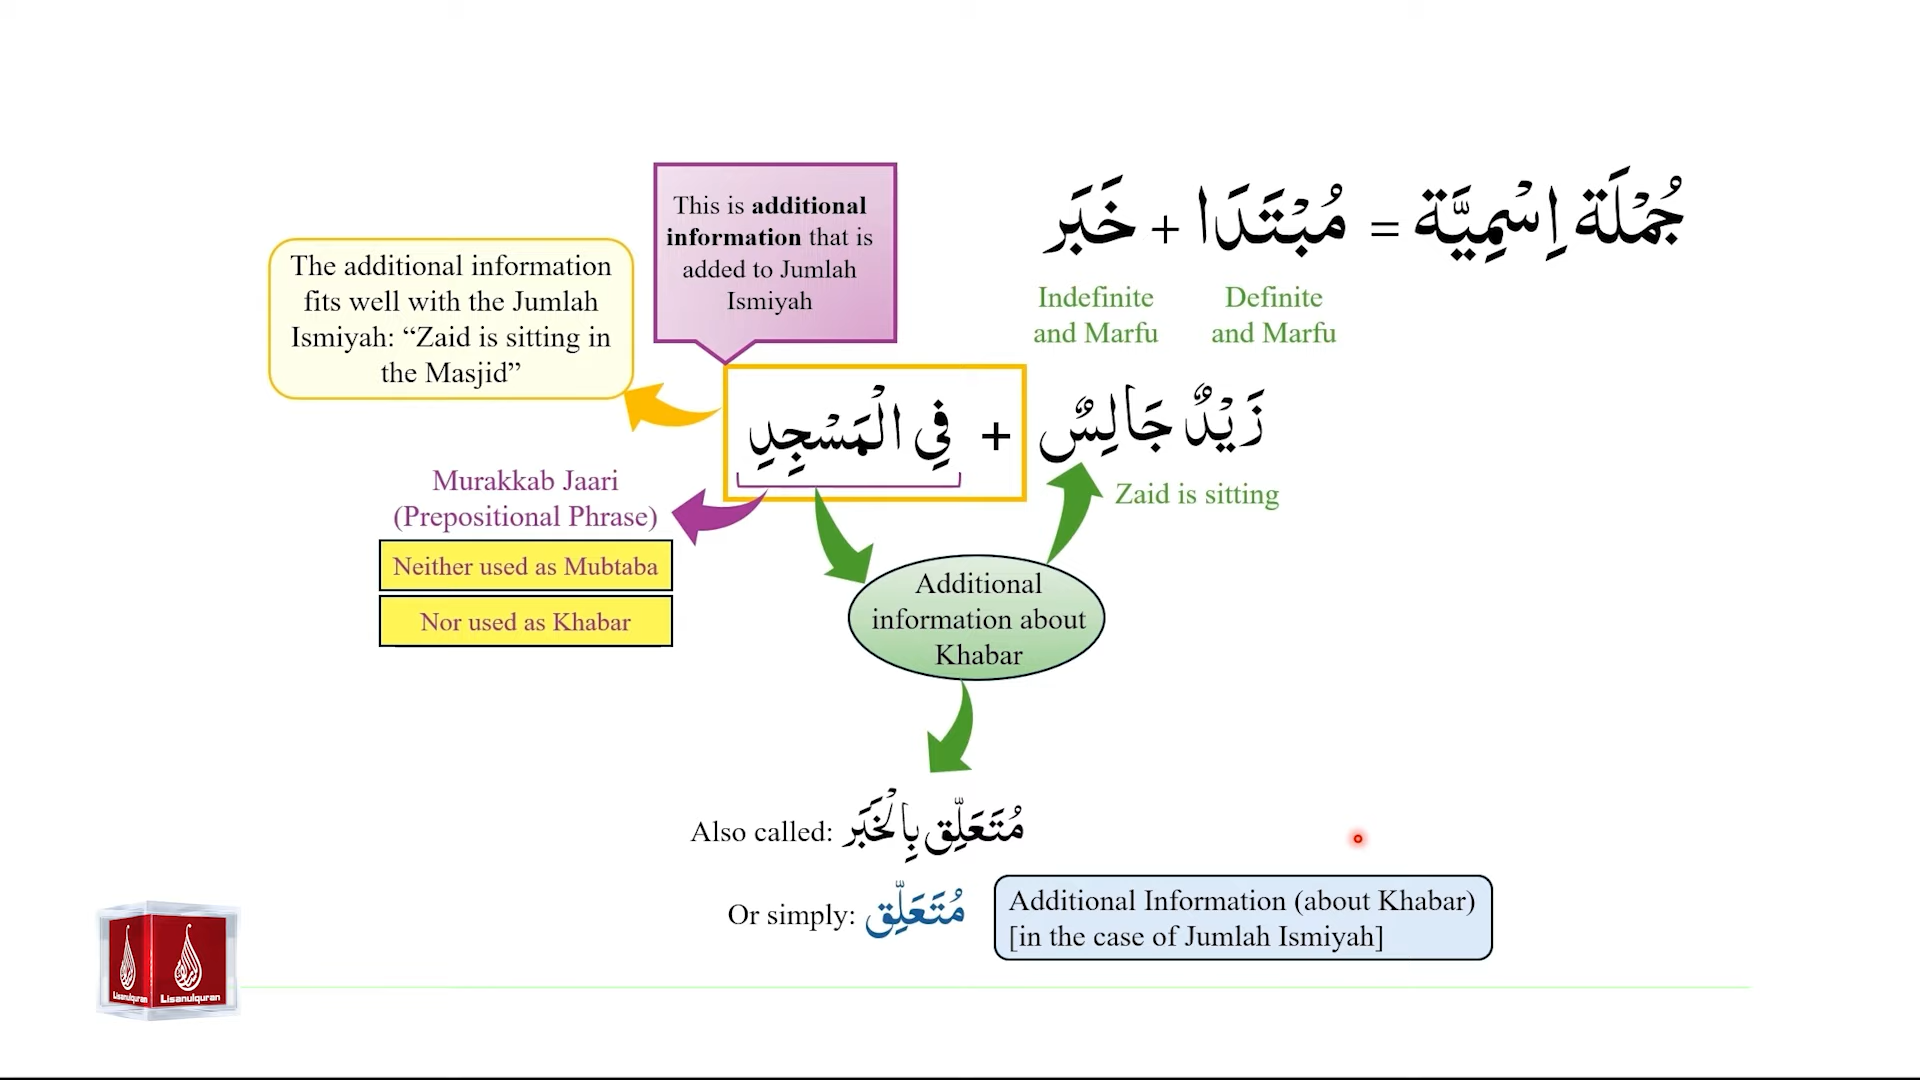 جُمْلَة اِسْمِيَّة = مُبْتَدَا + خَبَر
Definite
and Marfu
Indefinite
and Marfu
This is additional
information that is
added to Jumlah
Ismiyah
The additional information
fits well with the Jumlah
Ismiyah: “Zaid is sitting in
the Masjid”
زَيْدٌ جَالِسٌ + فِي الْمَسْجِدِ
Zaid is sitting
Murakkab Jaari
(Prepositional Phrase)
Neither used as Mubtaba
Nor used as Khabar
Additional
information about
Khabar
Also called: مُتَعَلِّق بِالْخَبَر
Or simply: مُتَعَلِّق
Additional Information (about Khabar)
[in the case of Jumlah Ismiyah]
Lisanulquran
Lisanulquran